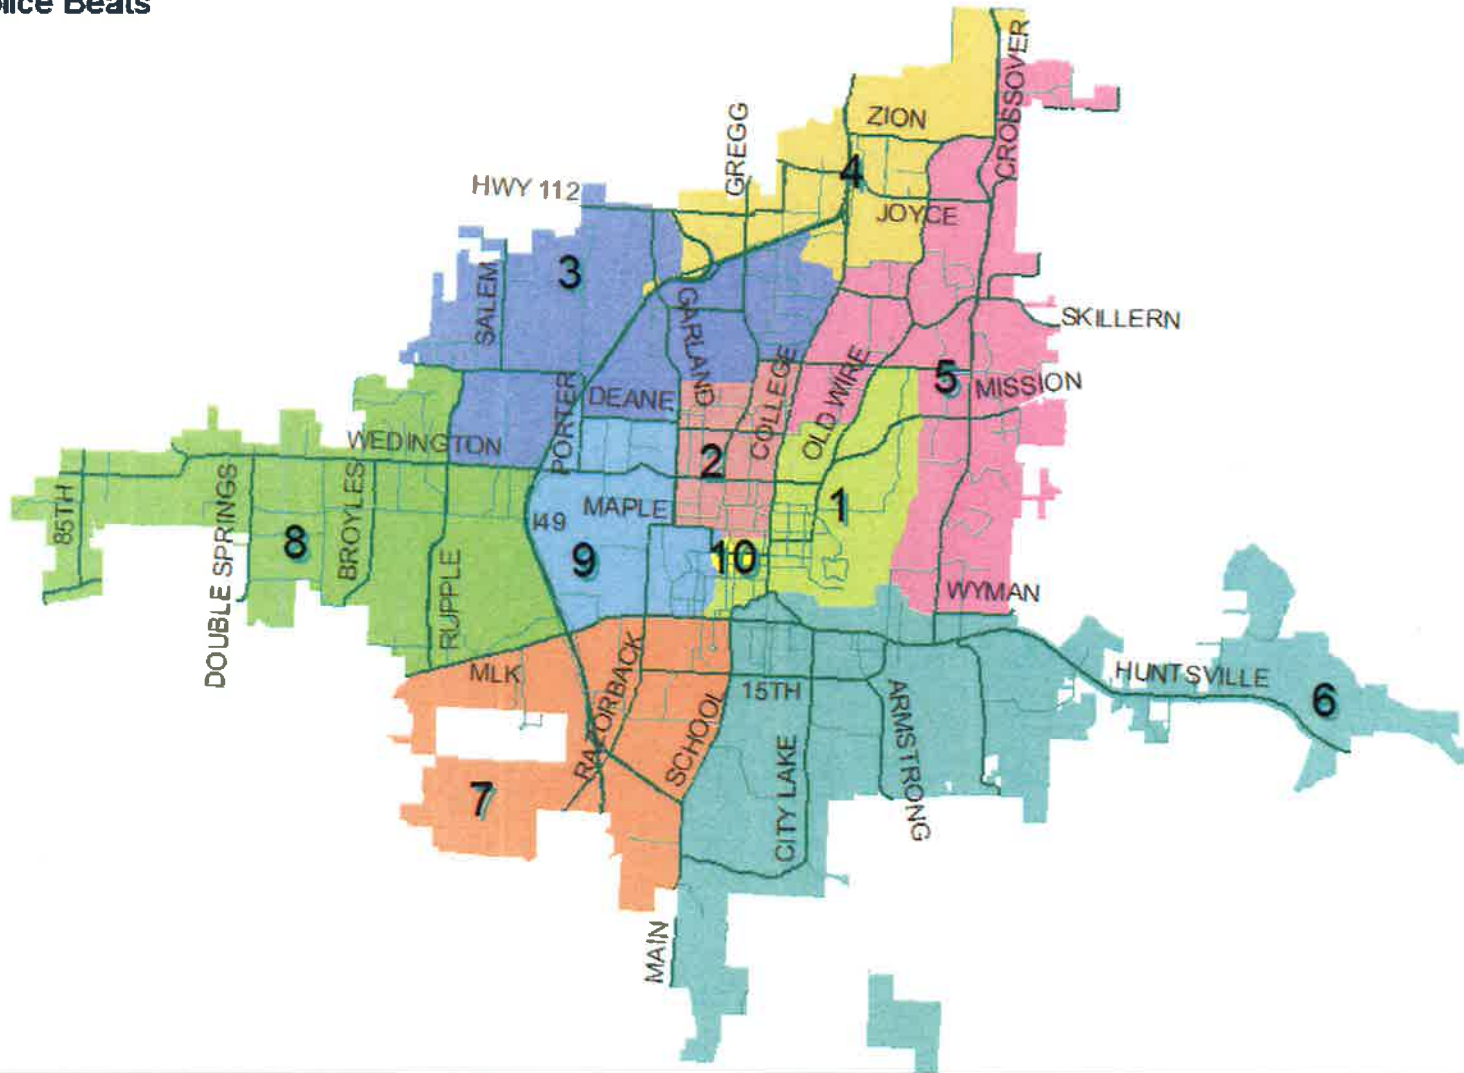 Beats
CROSSOVER
ZION
GREGG
4
HWY 112
JOYCE
3
SALEM
GARLAND
SKILLERN
COLLEGE
OLD WIRE
5
MISSION
PORTER
DEANE
WEDINGTON
2
85TH
DOUBLE SPRINGS
BROYLES
I49
MAPLE
1
8
9
10
RUPPLE
WYMAN
MLK
RAZORBACK
HUNTSVILLE
15TH
SCHOOL
ARMSTRONG
6
CITY LAKE
7
MAIN